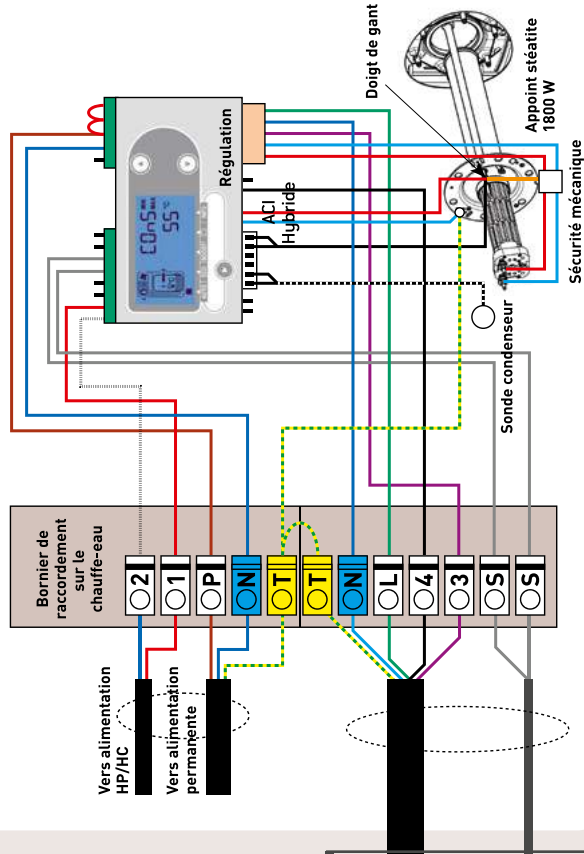 Bornier de
raccordement
sur le
chauffe-eau
2
1
P
N
T
T
N
L
4
3
S
S
Vers alimentation
HP/HC
Vers alimentation
permanente
Régulation
ACI
Hybride
CONS
55 °C
Doigt de gant
Appoint stéatite
1800 W
Sécurité mécanique
Sonde condenseur